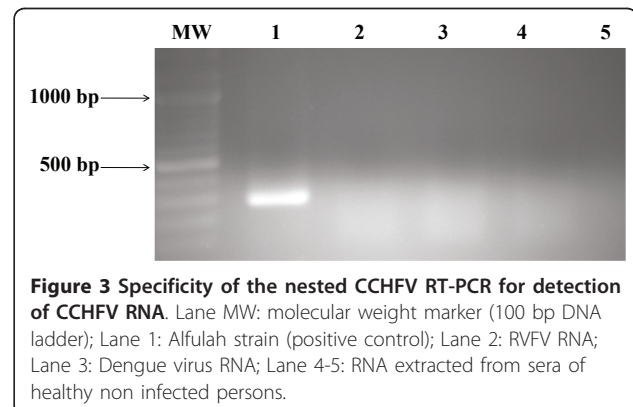 MW 1 2 3 4 5
1000 bp
500 bp
Figure 3 Specificity of the nested CCHFV RT-PCR for detection
of CCHFV RNA. Lane MW: molecular weight marker (100 bp DNA
ladder); Lane 1: Alfulah strain (positive control); Lane 2: RVFV RNA;
Lane 3: Dengue virus RNA; Lane 4-5: RNA extracted from sera of
healthy non infected persons.